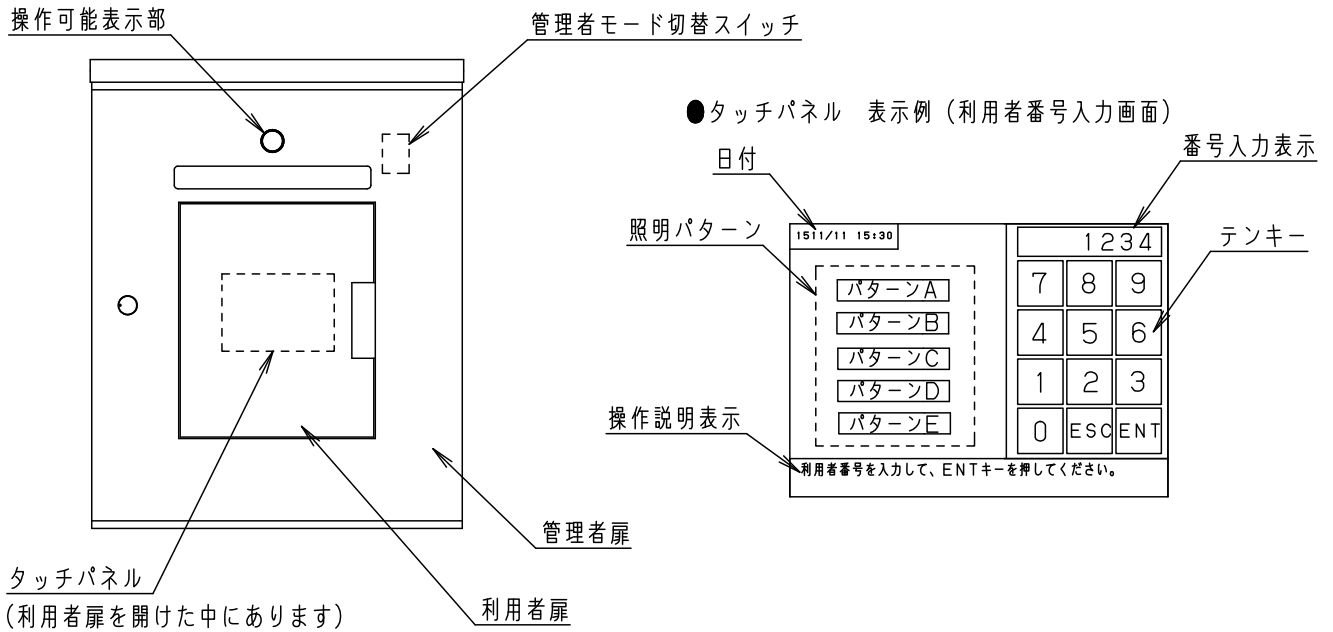 操作可能表示部
管理者モード切替スイッチ
●タッチパネル 表示例 (利用者番号入力画面)
日付
番号入力表示
照明パターン
テンキー
1511/11 15:30
1234
パターンA
パターンB
パターンC
パターンD
パターンE
7 8 9
4 5 6
1 2 3
0 ESC ENT
操作説明表示
利用者番号を入力して、ENTキーを押してください。
管理者扉
タッチパネル
(利用者扉を開けた中にあります)
利用者扉